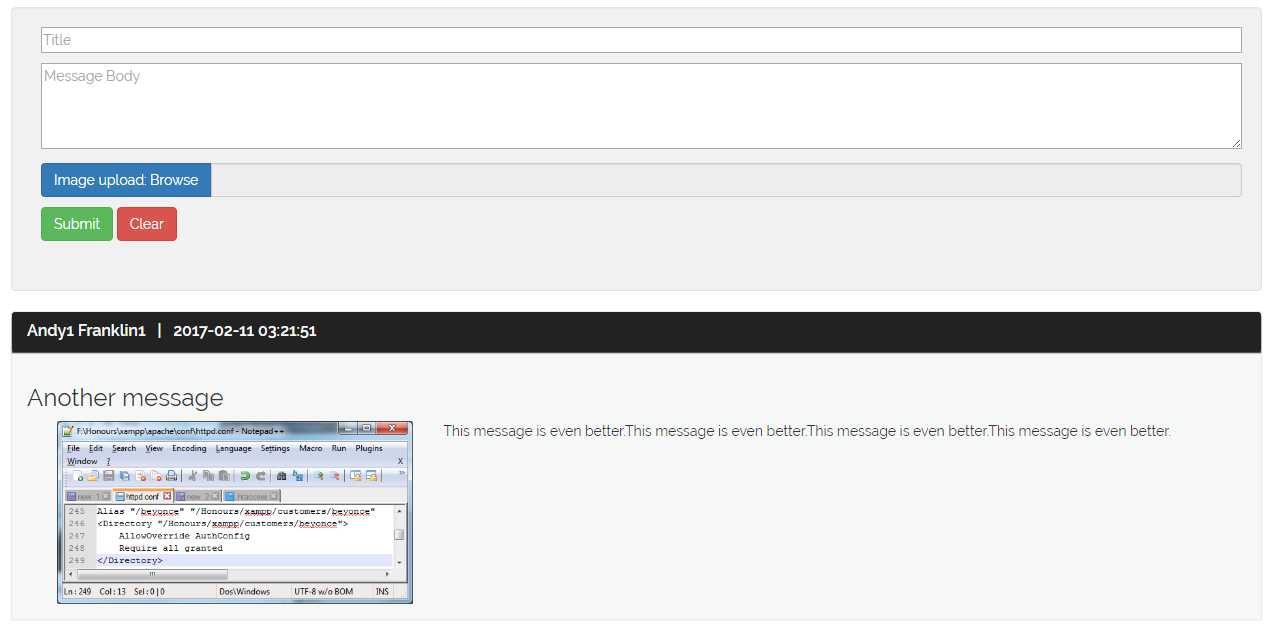 Title
Message Body
Image upload: Browse
Submit Clear
Andy1 Franklin1 | 2017-02-11 03:21:51
Another message
F:\Honours\xampp\apache\conf\httpd.conf - Notepad++
File Edit Search View Encoding Language Settings Macro Run Plugins
Window ? X
new 1 httpd.conf new 2 htaccess
245 Alias "/beyonce" "/Honours/xampp/customers/beyonce"
246 <Directory "/Honours/xampp/customers/beyonce">
247 AllowOverride AuthConfig
248 Require all granted
249 </Directory>
Ln : 249 Col : 13 Sel : 0 | 0 Dos\Windows UTF-8 w/o BOM INS
This message is even better.This message is even better.This message is even better.This message is even better.